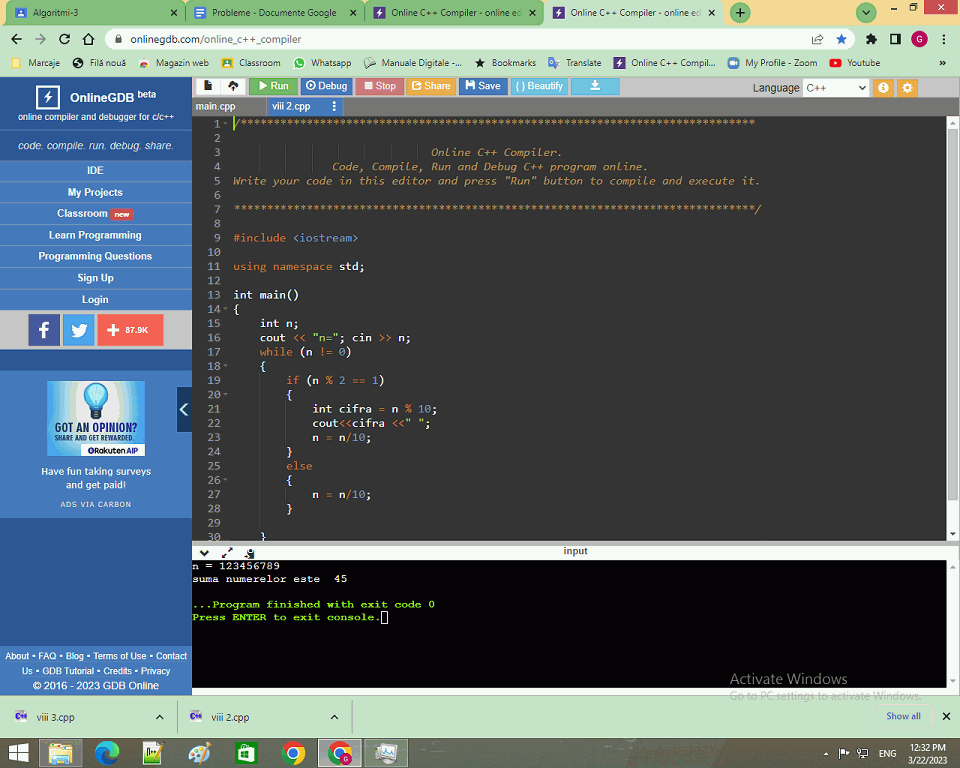 Algoritmi-3
Probleme - Documente Google
Online C++ Compiler - online ed
Online C++ Compiler - online ed
G
onlinegdb.com/online_c++_compiler
Marcaje
Filă nouă
Magazin web
Classroom
Whatsapp
Manuale Digitale -...
Bookmarks
Translate
Online C++ Compil...
My Profile - Zoom
Youtube
»
OnlineGDB beta
online compiler and debugger for c/c++
code. compile. run. debug. share.
IDE
My Projects
Classroom new
Learn Programming
Programming Questions
Sign Up
Login
f + 87.9K
GOT AN OPINION?
SHARE AND GET REWARDED.
Rakuten AIP
Have fun taking surveys
and get paid!
ADS VIA CARBON
About • FAQ • Blog • Terms of Use • Contact
Us • GDB Tutorial • Credits • Privacy
© 2016 - 2023 GDB Online
Run Debug Stop Share Save { } Beautify Language C++
main.cpp viii 2.cpp
1 /******************************************************************************
2
3 Online C++ Compiler.
4 Code, Compile, Run and Debug C++ program online.
5 Write your code in this editor and press "Run" button to compile and execute it.
6
7 *******************************************************************************/
8
9 #include <iostream>
10
11 using namespace std;
12
13 int main()
14 {
15 int n;
16 cout << "n="; cin >> n;
17 while (n != 0)
18 {
19 if (n % 2 == 1)
20 {
21 int cifra = n % 10;
22 cout<<cifra <<" ";
23 n = n/10;
24 }
25 else
26 {
27 n = n/10;
28 }
29
30 }
input
n = 123456789
suma numerelor este  45
...Program finished with exit code 0
Press ENTER to exit console.
Activate Windows
Go to PC settings to activate Windows.
viii 3.cpp
viii 2.cpp
Show all
ENG
12:32 PM
3/22/2023